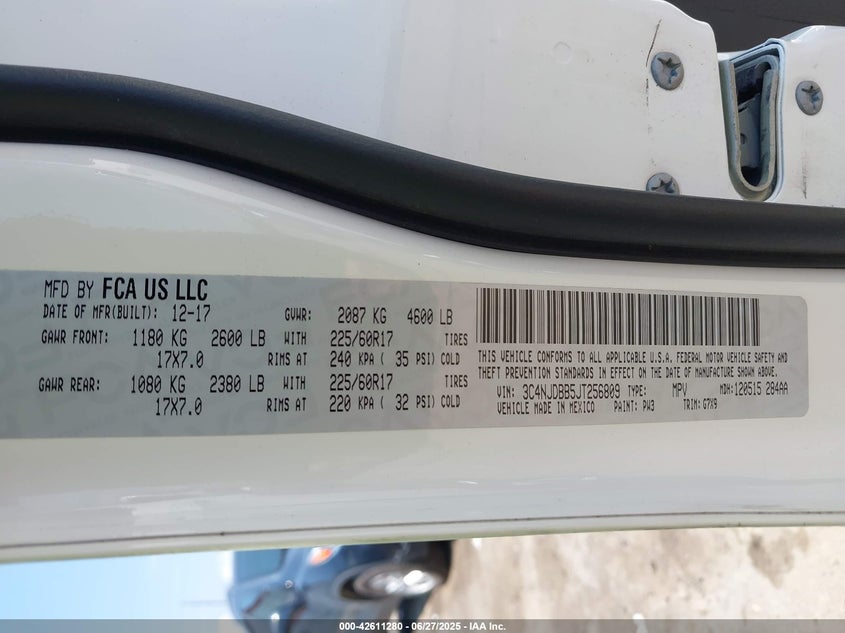 MFD BY FCA US LLC
DATE OF MFR(BUILT): 12-17 GVWR: 2087 KG 4600 LB
GAWR FRONT: 1180 KG 2600 LB WITH 225/60R17 TIRES
17X7.0 RIMS AT 240 KPA ( 35 PSI) COLD
GAWR REAR: 1080 KG 2380 LB WITH 225/60R17 TIRES
17X7.0 RIMS AT 220 KPA ( 32 PSI) COLD
THIS VEHICLE CONFORMS TO ALL APPLICABLE U.S.A. FEDERAL MOTOR VEHICLE SAFETY AND
THEFT PREVENTION STANDARDS IN EFFECT ON THE DATE OF MANUFACTURE SHOWN ABOVE.
VIN: 3C4NJDBB5JT256809 TYPE: MPV MDH: 120515 284AA
VEHICLE MADE IN MEXICO PAINT: PW3 TRIM: G7X9
000-42611280 - 06/27/2025 - IAA Inc.